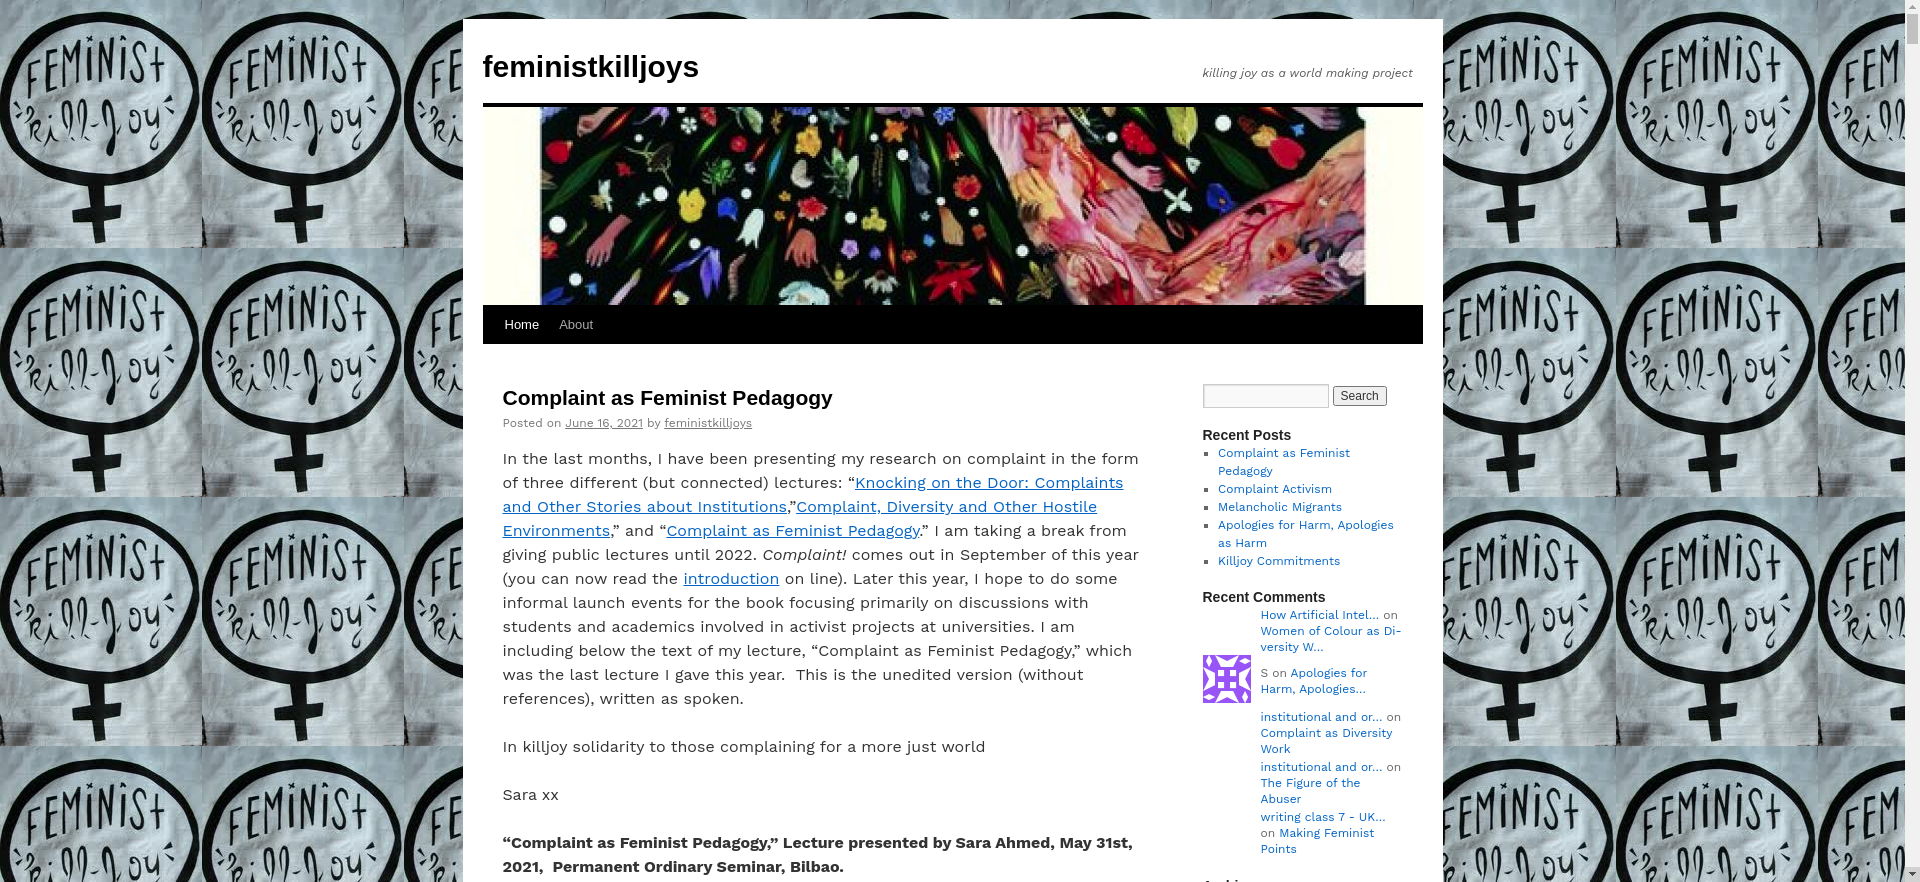 feministkilljoys
killing joy as a world making project
Home
About
Complaint as Feminist Pedagogy
Posted on June 16, 2021 by feministkilljoys
In the last months, I have been presenting my research on complaint in the form
of three different (but connected) lectures: “Knocking on the Door: Complaints
and Other Stories about Institutions,”Complaint, Diversity and Other Hostile
Environments,” and “Complaint as Feminist Pedagogy.” I am taking a break from
giving public lectures until 2022. Complaint! comes out in September of this year
(you can now read the introduction on line). Later this year, I hope to do some
informal launch events for the book focusing primarily on discussions with
students and academics involved in activist projects at universities. I am
including below the text of my lecture, “Complaint as Feminist Pedagogy,” which
was the last lecture I gave this year.  This is the unedited version (without
references), written as spoken.
In killjoy solidarity to those complaining for a more just world
Sara xx
“Complaint as Feminist Pedagogy,” Lecture presented by Sara Ahmed, May 31st,
2021,  Permanent Ordinary Seminar, Bilbao.
Search
Recent Posts
Complaint as Feminist
Pedagogy
Complaint Activism
Melancholic Migrants
Apologies for Harm, Apologies
as Harm
Killjoy Commitments
Recent Comments
How Artificial Intel… on
Women of Colour as Di-
versity W…
S on Apologies for
Harm, Apologies…
institutional and or… on
Complaint as Diversity
Work
institutional and or… on
The Figure of the
Abuser
writing class 7 - UK…
on Making Feminist
Points
FEMINIST
Kill-Joy